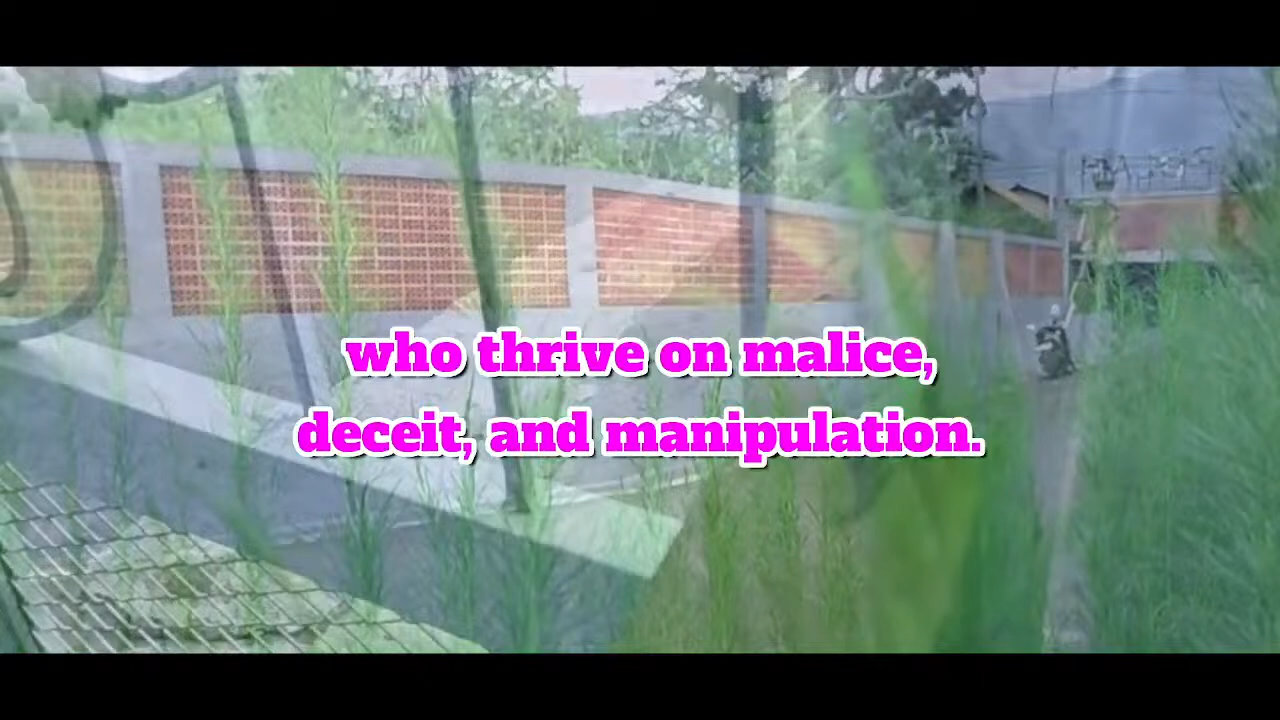 who thrive on malice,
deceit, and manipulation.